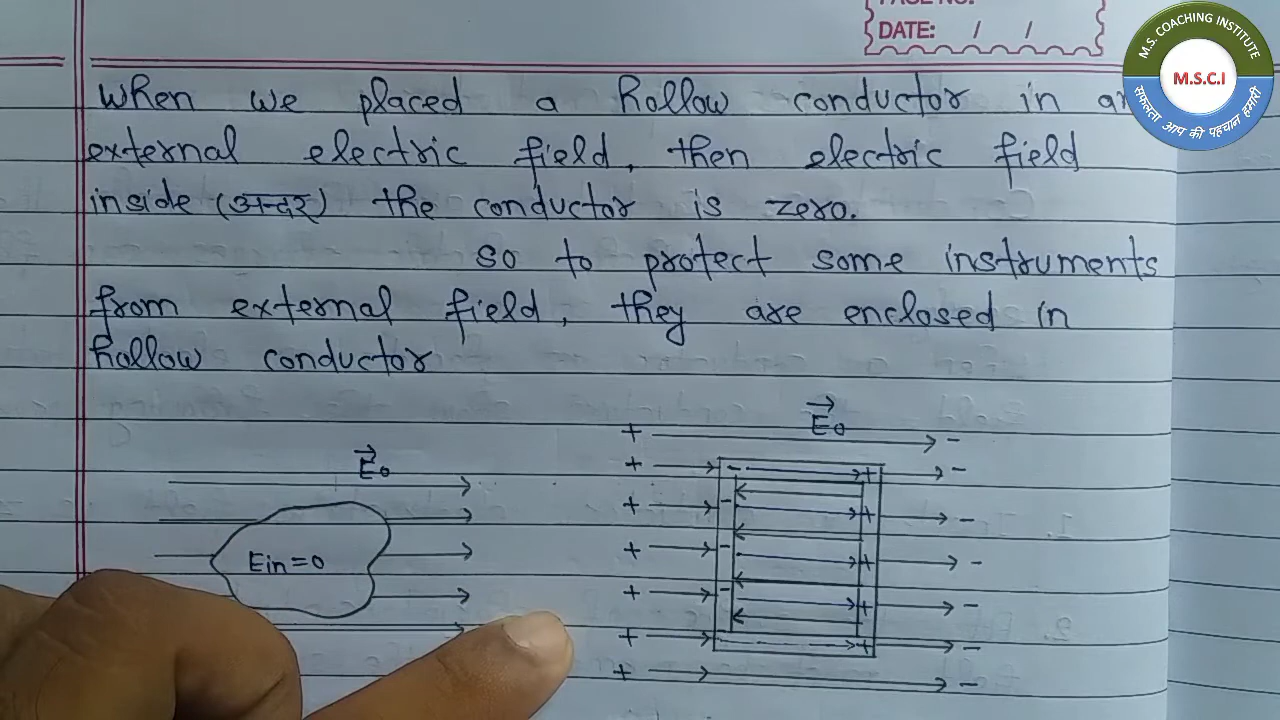 PAGE NO.
DATE: / /
M.S. COACHING INSTITUTE
M.S.C.I
सफलता आप की पहचान हमारी
When we placed a hollow conductor in an
external electric field, then electric field
inside (अन्दर) the conductor is zero.
so to protect some instruments
from external field, they are enclosed in
hollow conductor
E₀
Ein=0
E₀
+ -
+ - + -
+ - + -
+ - + -
+ - + -
+ + -
+ -